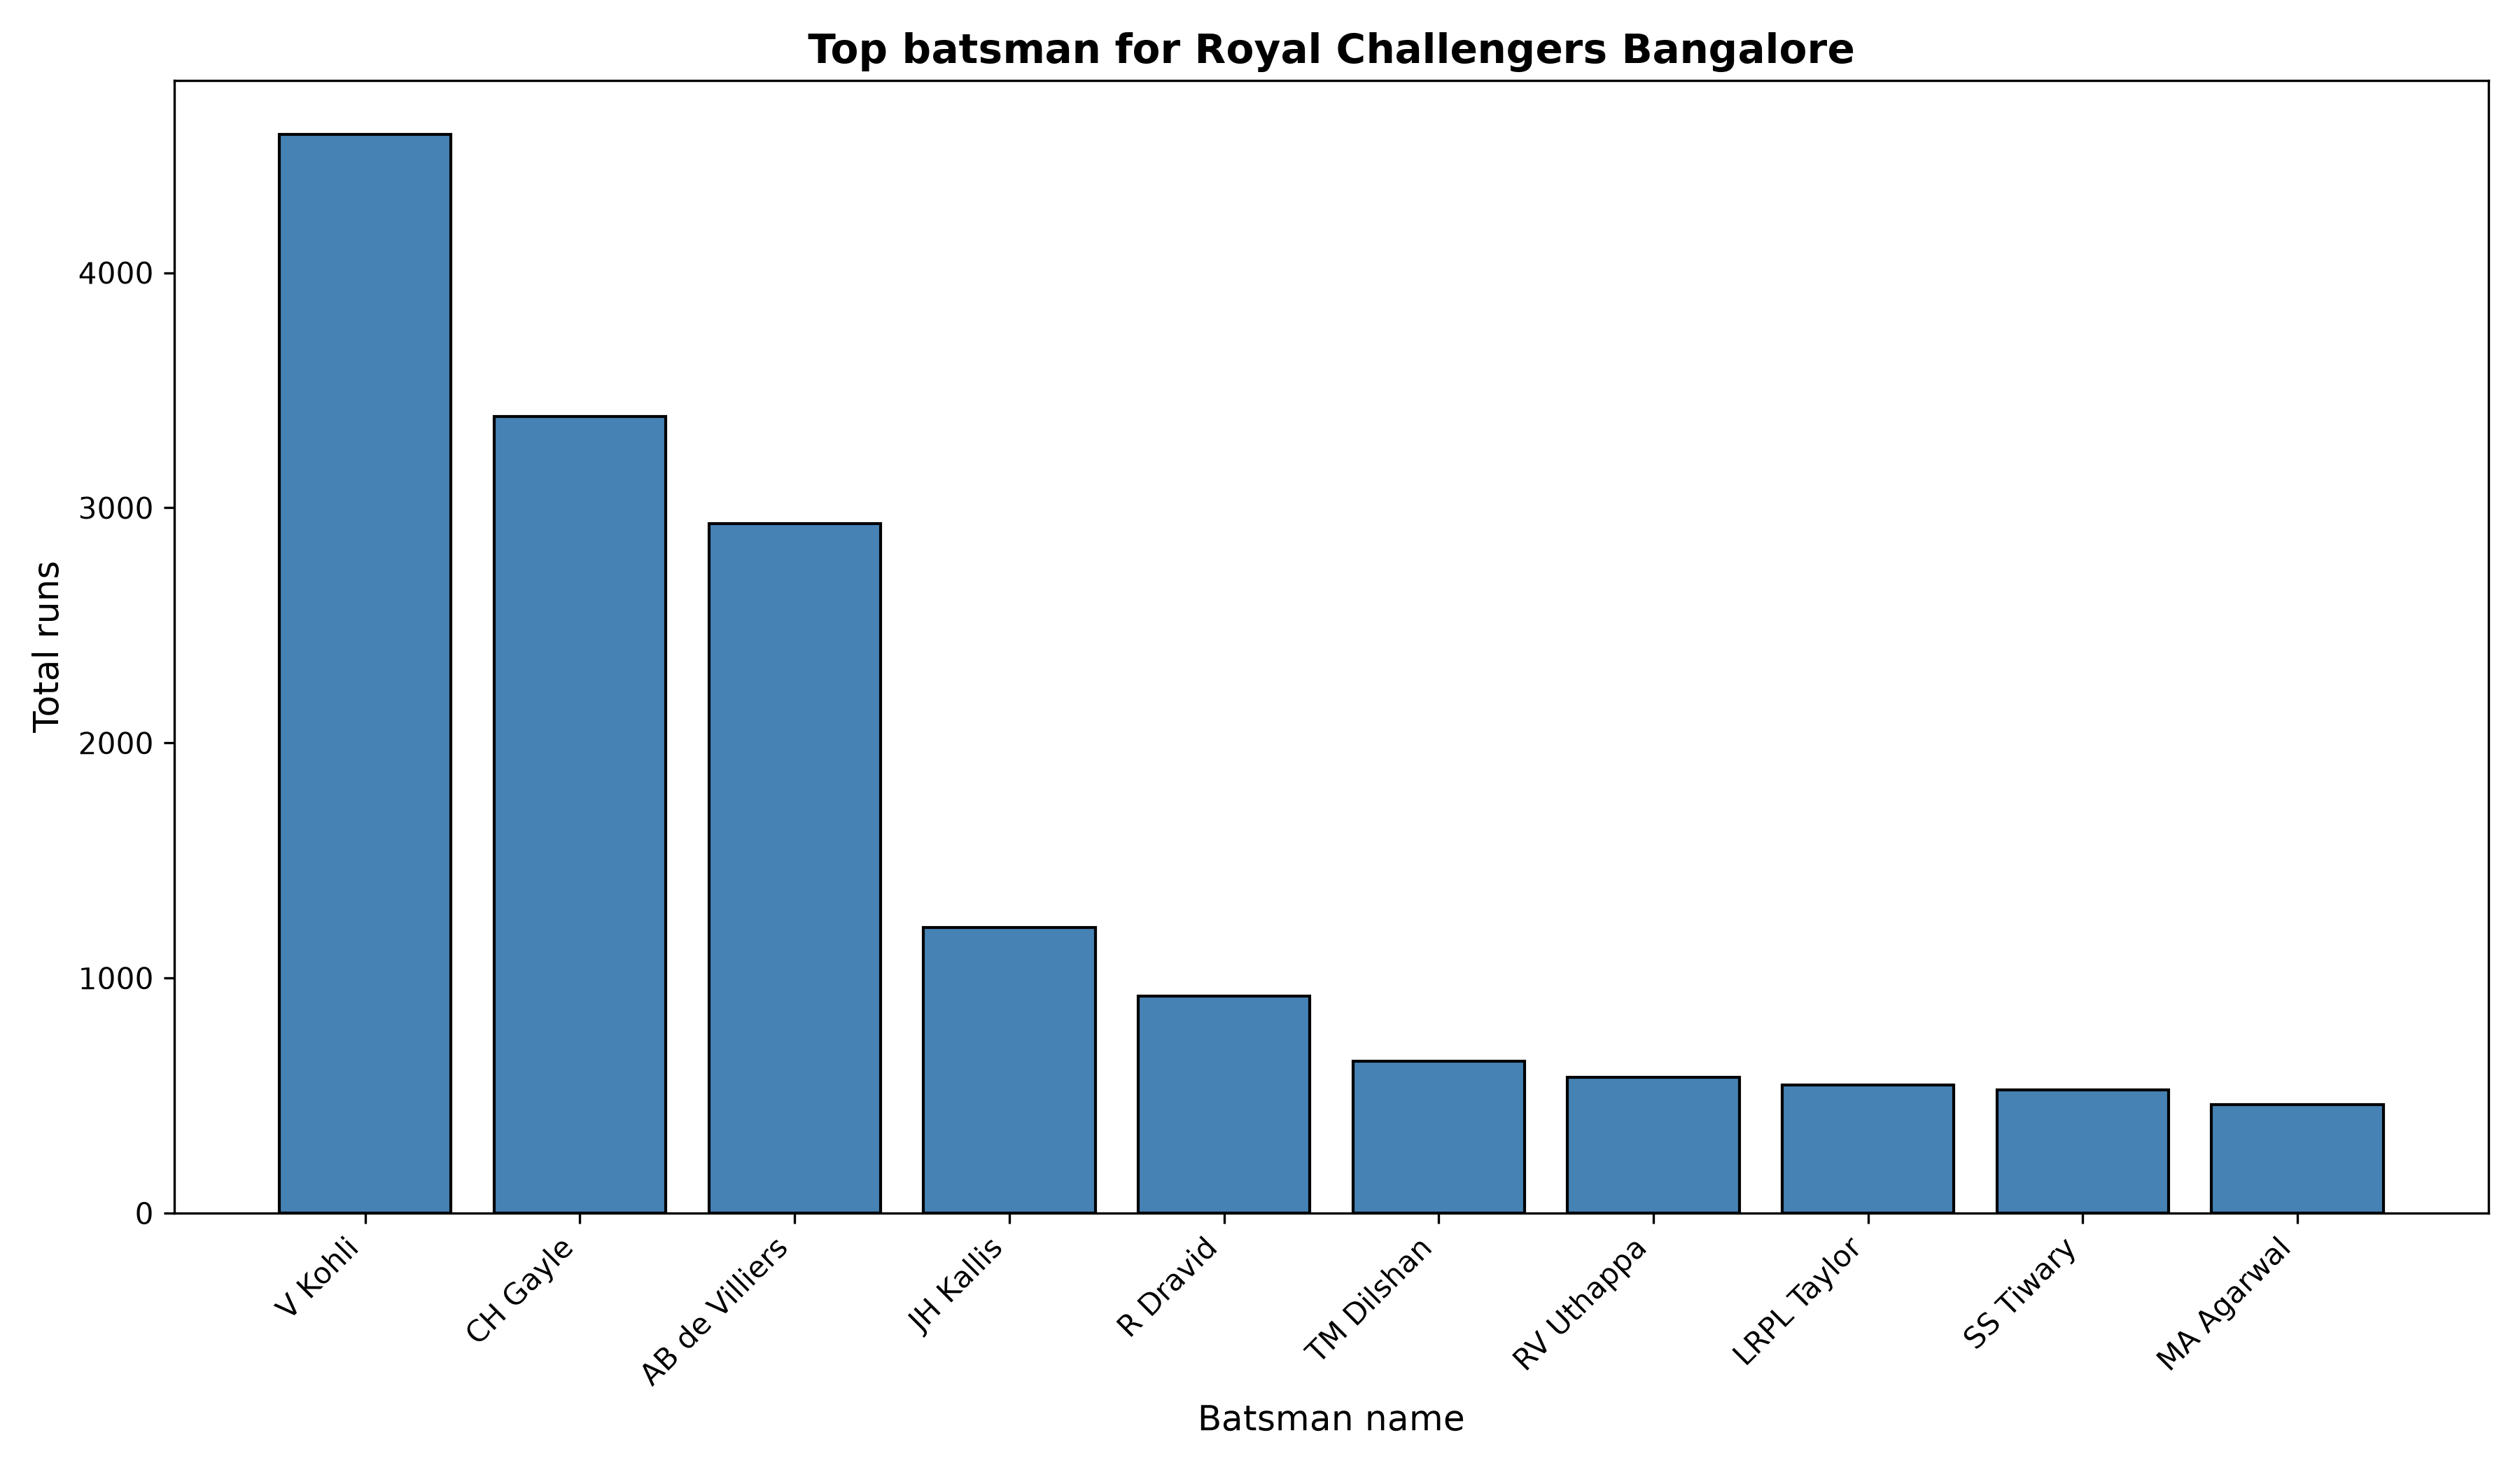 Top batsman for Royal Challengers Bangalore
Total runs
4000
3000
2000
1000
0
V Kohli
CH Gayle
AB de Villiers
JH Kallis
R Dravid
TM Dilshan
RV Uthappa
LRPL Taylor
SS Tiwary
MA Agarwal
Batsman name